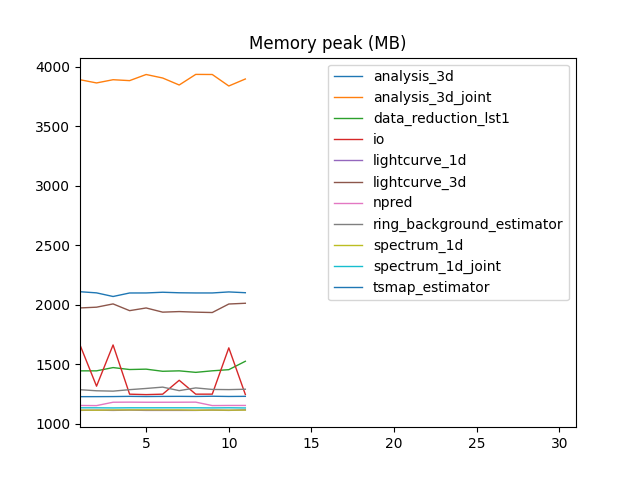 Memory peak (MB)
4000
3500
3000
2500
2000
1500
1000
5
10
15
20
25
30
analysis_3d
analysis_3d_joint
data_reduction_lst1
io
lightcurve_1d
lightcurve_3d
npred
ring_background_estimator
spectrum_1d
spectrum_1d_joint
tsmap_estimator